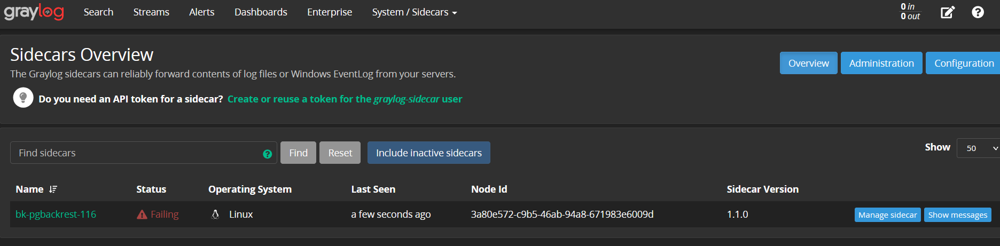 graylog Search Streams Alerts Dashboards Enterprise System / Sidecars 0 in
0 out
Sidecars Overview
The Graylog sidecars can reliably forward contents of log files or Windows EventLog from your servers.
Overview Administration Configuration
Do you need an API token for a sidecar? Create or reuse a token for the graylog-sidecar user
Find sidecars Find Reset Include inactive sidecars Show 50
Name Status Operating System Last Seen Node Id Sidecar Version
bk-pgbackrest-116 Failing Linux a few seconds ago 3a80e572-c9b5-46ab-94a8-671983e6009d 1.1.0 Manage sidecar Show messages